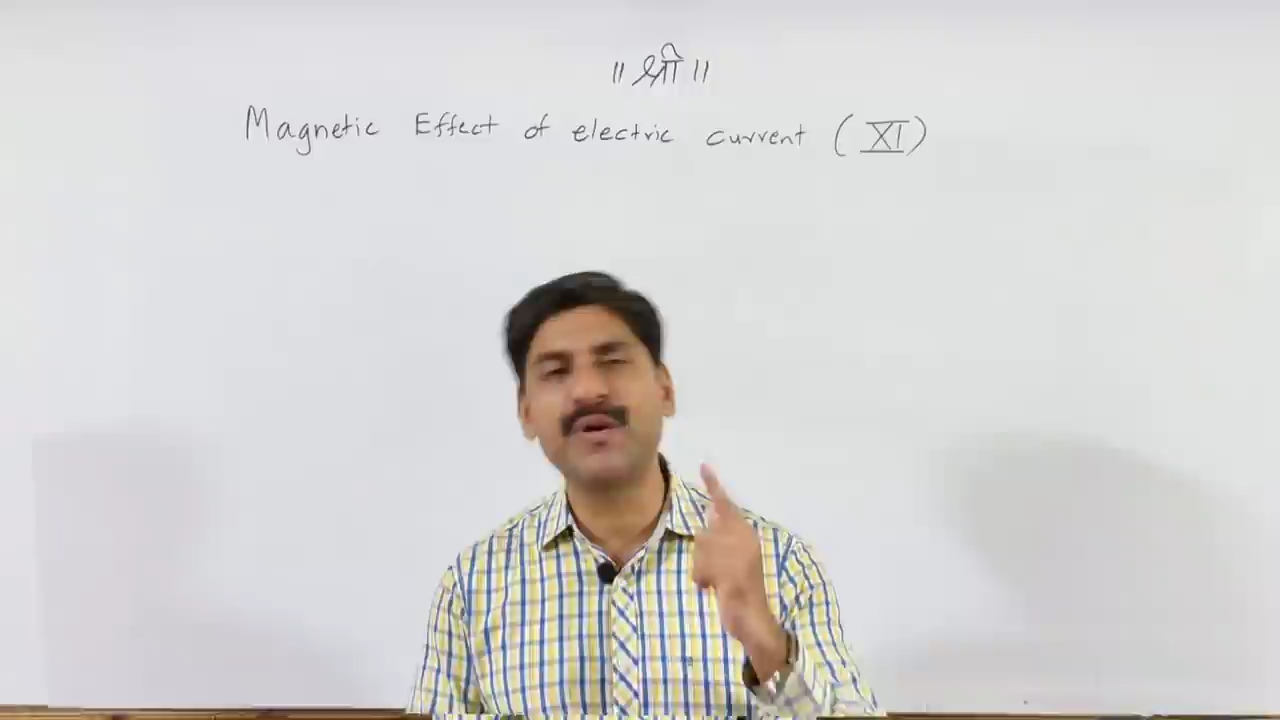 ॥ श्री ॥
Magnetic Effect of electric current (XI)